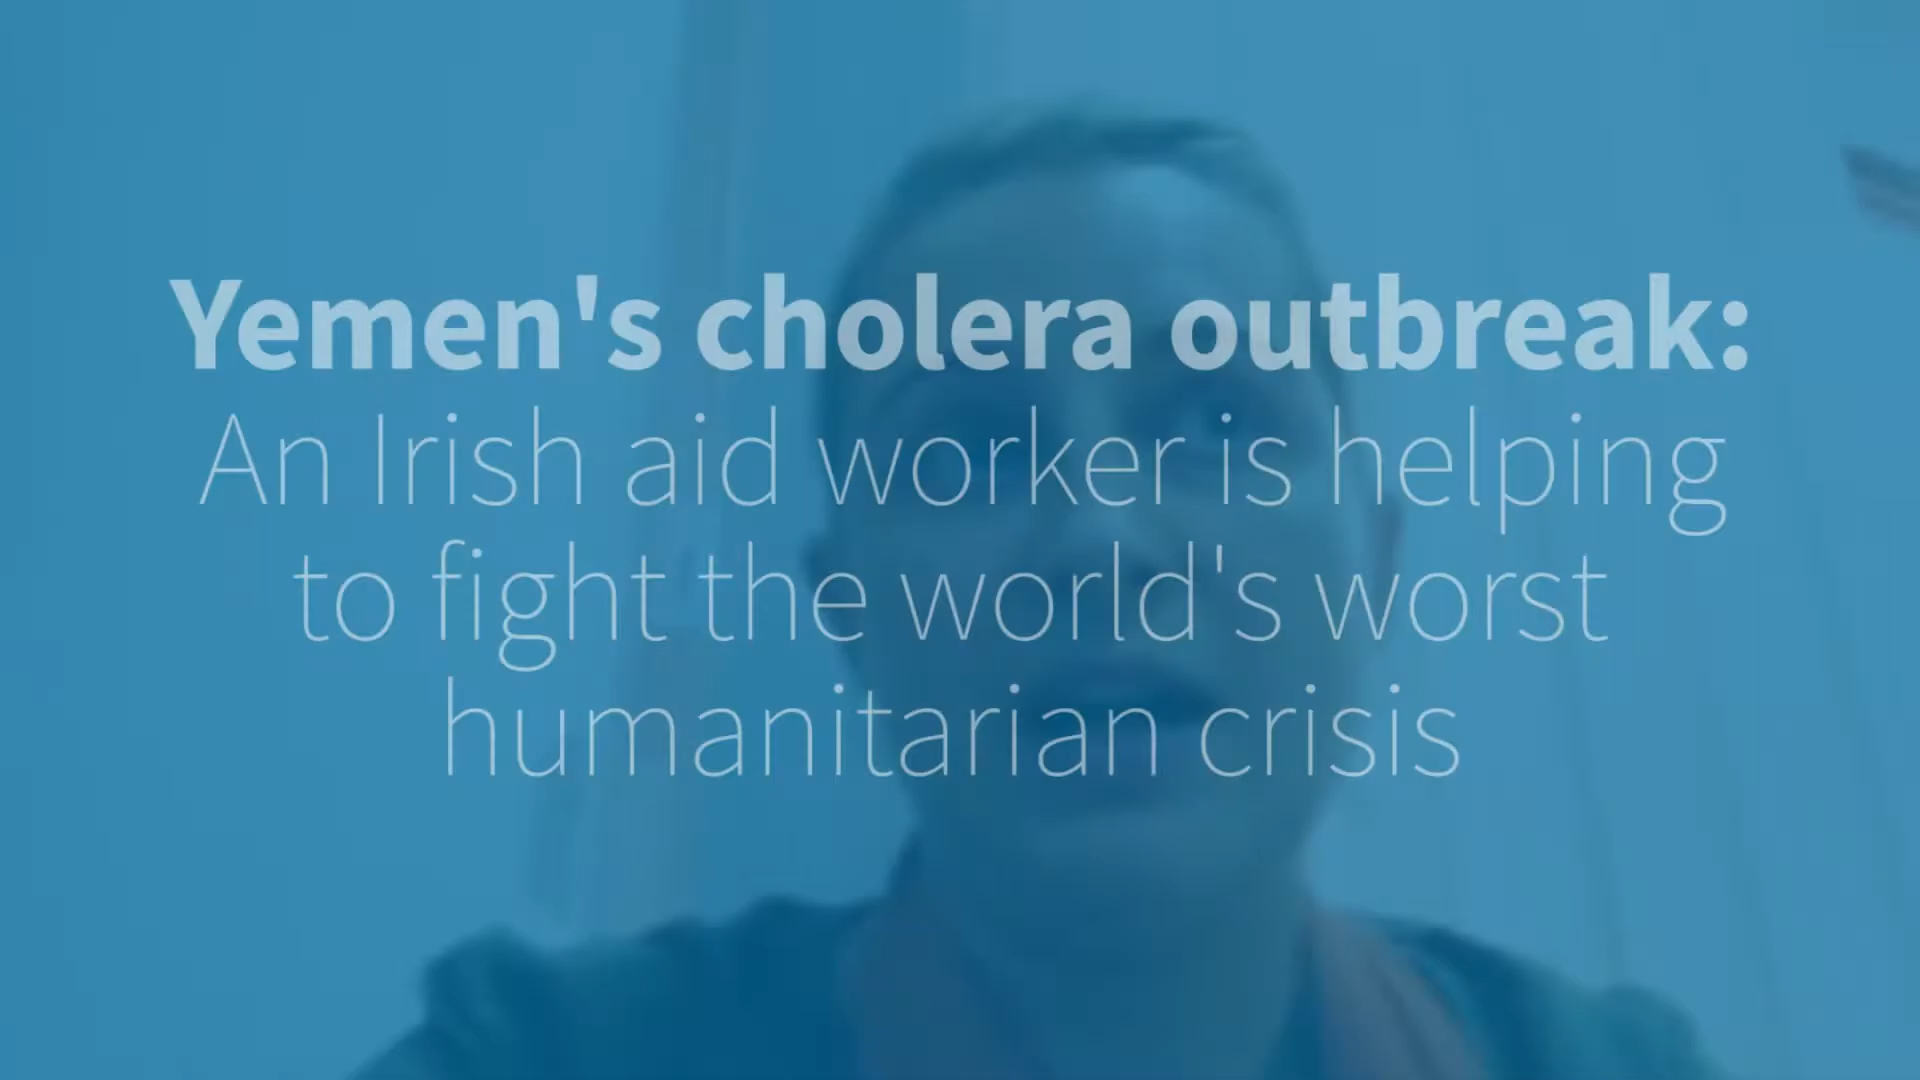 Yemen's cholera outbreak:
An Irish aid worker is helping
to fight the world's worst
humanitarian crisis